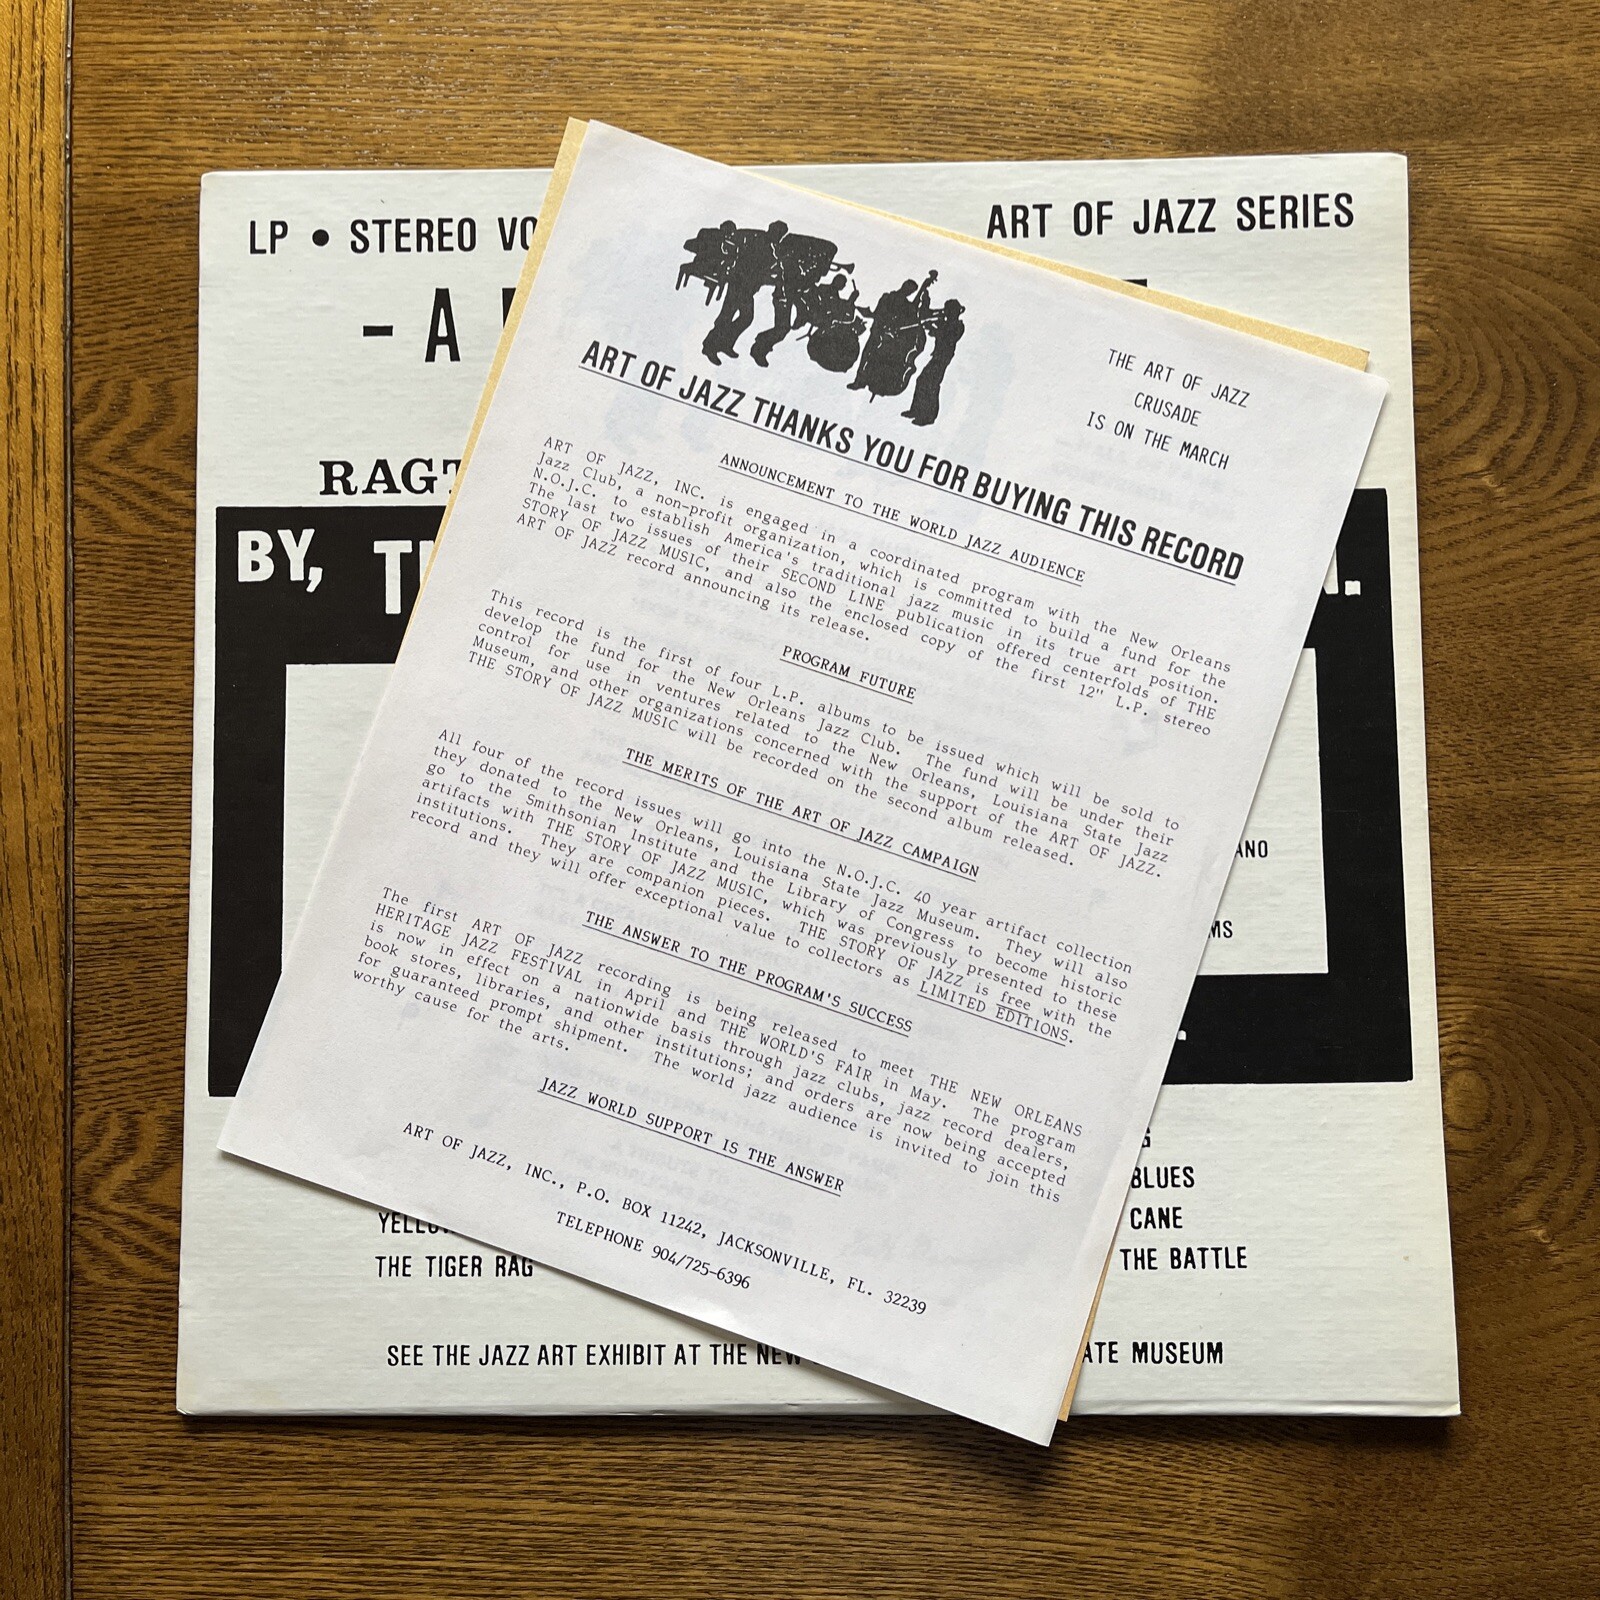 LP • STEREO VO
ART OF JAZZ SERIES
- A
RAGT
BY, T
THE ART OF JAZZ
CRUSADE
IS ON THE MARCH
ART OF JAZZ THANKS YOU FOR BUYING THIS RECORD
ANNOUNCEMENT TO THE WORLD JAZZ AUDIENCE
ART OF JAZZ, INC. is engaged in a coordinated program with the New Orleans
Jazz Club, a non-profit organization, which is committed to build a fund for the
N.O.J.C. to establish America's traditional jazz music in its true art position.
The last two issues of their SECOND LINE publication offered centerfolds of THE
STORY OF JAZZ MUSIC, and also the enclosed copy of the first 12" L.P. stereo
ART OF JAZZ record announcing its release.
PROGRAM FUTURE
This record is the first of four L.P. albums to be issued which will be sold to
develop the fund for the New Orleans Jazz Club. The fund will be under their
control for use in ventures related to the New Orleans, Louisiana State Jazz
Museum, and other organizations concerned with the support of the ART OF JAZZ.
THE STORY OF JAZZ MUSIC will be recorded on the second album released.
THE MERITS OF THE ART OF JAZZ CAMPAIGN
All four of the record issues will go into the N.O.J.C. 40 year artifact collection
they donated to the New Orleans, Louisiana State Jazz Museum. They will also
go to the Smithsonian Institute and the Library of Congress to become historic
artifacts with THE STORY OF JAZZ MUSIC, which was previously presented to these
institutions. They are companion pieces. THE STORY OF JAZZ is free with the
record and they will offer exceptional value to collectors as LIMITED EDITIONS.
THE ANSWER TO THE PROGRAM'S SUCCESS
The first ART OF JAZZ recording is being released to meet THE NEW ORLEANS
HERITAGE JAZZ FESTIVAL in April and THE WORLD'S FAIR in May. The program
is now in effect on a nationwide basis through jazz clubs, jazz record dealers,
book stores, libraries, and other institutions; and orders are now being accepted
for guaranteed prompt shipment. The world jazz audience is invited to join this
worthy cause for the arts.
JAZZ WORLD SUPPORT IS THE ANSWER
ART OF JAZZ, INC., P.O. BOX 11242, JACKSONVILLE, FL. 32239
TELEPHONE 904/725-6396
ANO
MS
BLUES
YELLOW
CANE
THE TIGER RAG
THE BATTLE
SEE THE JAZZ ART EXHIBIT AT THE NEW
ATE MUSEUM